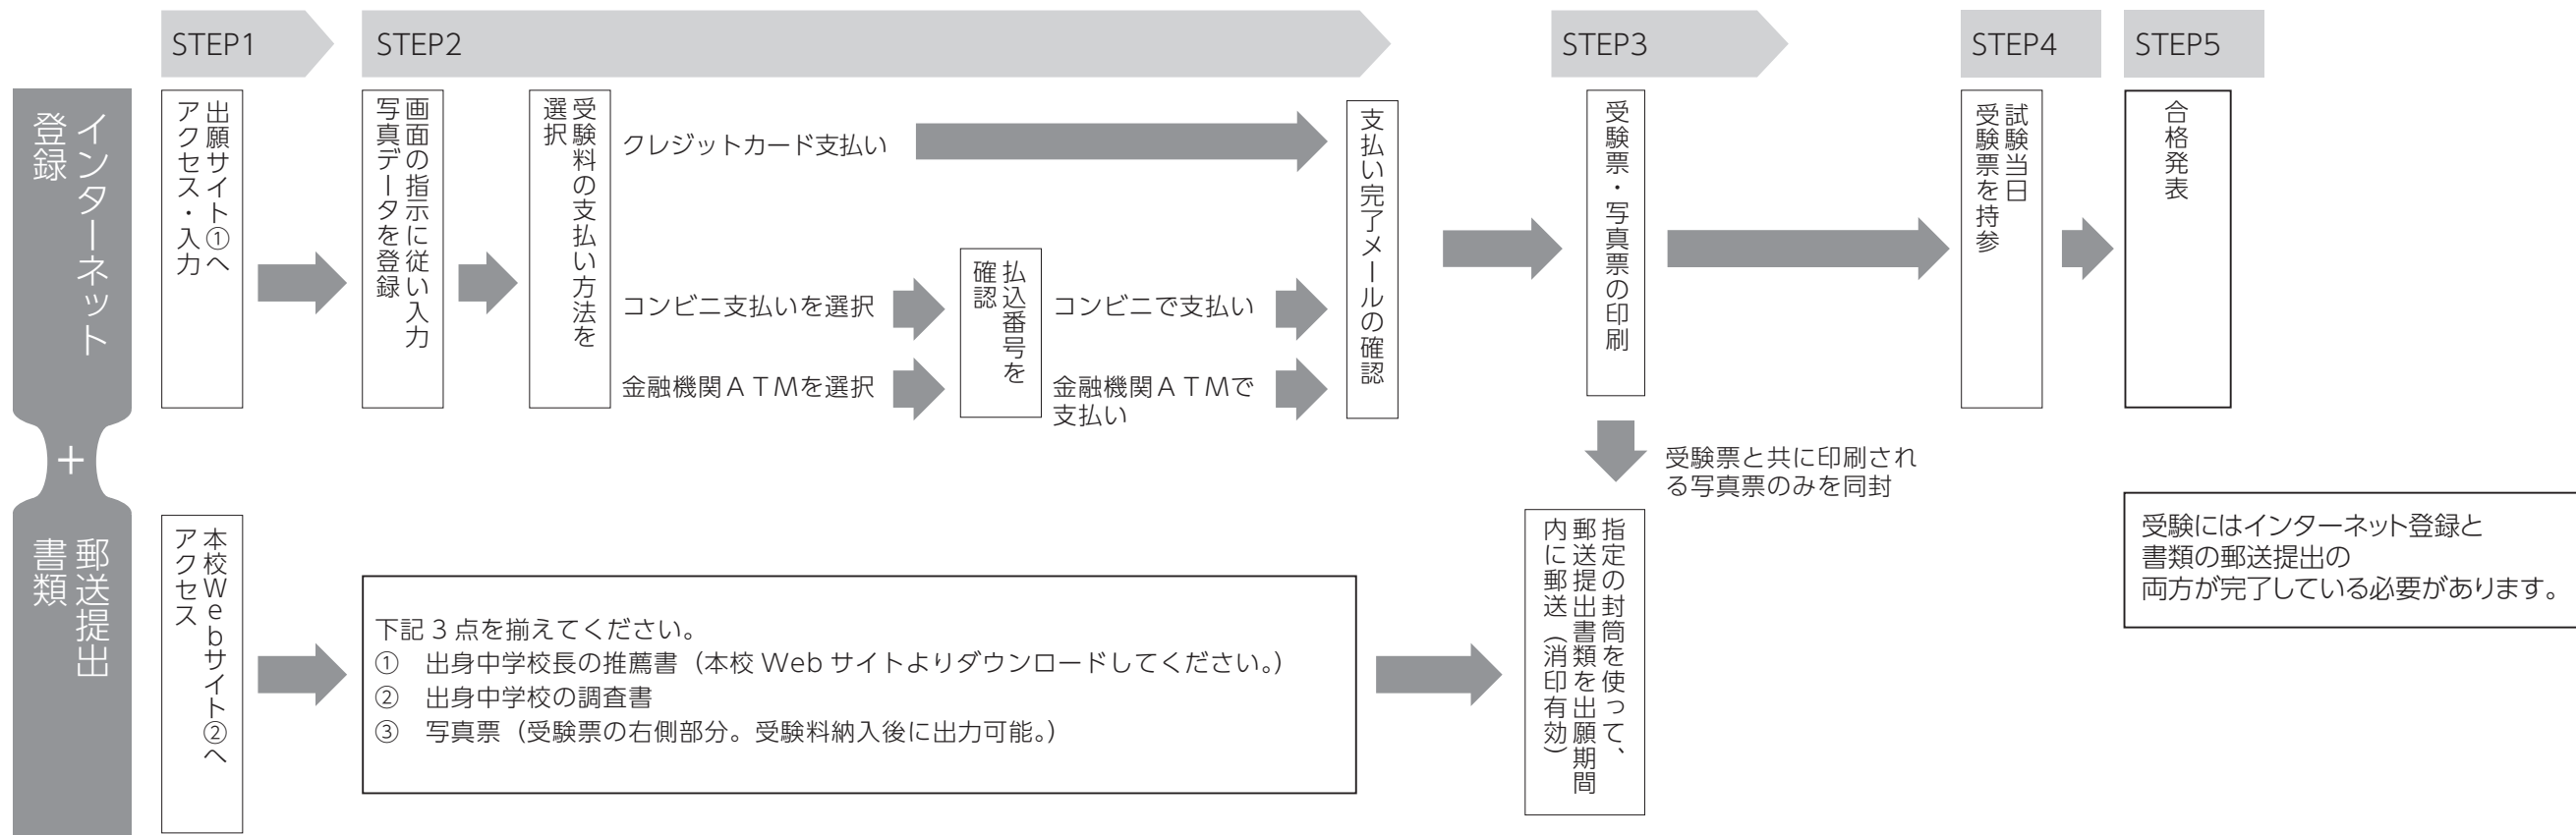 STEP1
STEP2
STEP3
STEP4
STEP5
インターネット
登録
出願サイト①へ
アクセス・入力
画面の指示に従い入力
写真データを登録
受験料の支払い方法を
選択
クレジットカード支払い
コンビニ支払いを選択
金融機関ATMを選択
払込番号を
確認
コンビニで支払い
金融機関ATMで
支払い
支払い完了メールの確認
受験票・写真票の印刷
試験当日
受験票を持参
合格発表
+
受験票と共に印刷され
る写真票のみを同封
郵送提出
書類
本校Webサイト②へ
アクセス
下記3点を揃えてください。
① 出身中学校長の推薦書（本校 Web サイトよりダウンロードしてください。）
② 出身中学校の調査書
③ 写真票（受験票の右側部分。受験料納入後に出力可能。）
指定の封筒を使って、
郵送提出書類を出願期間
内に郵送（消印有効）
受験にはインターネット登録と
書類の郵送提出の
両方が完了している必要があります。